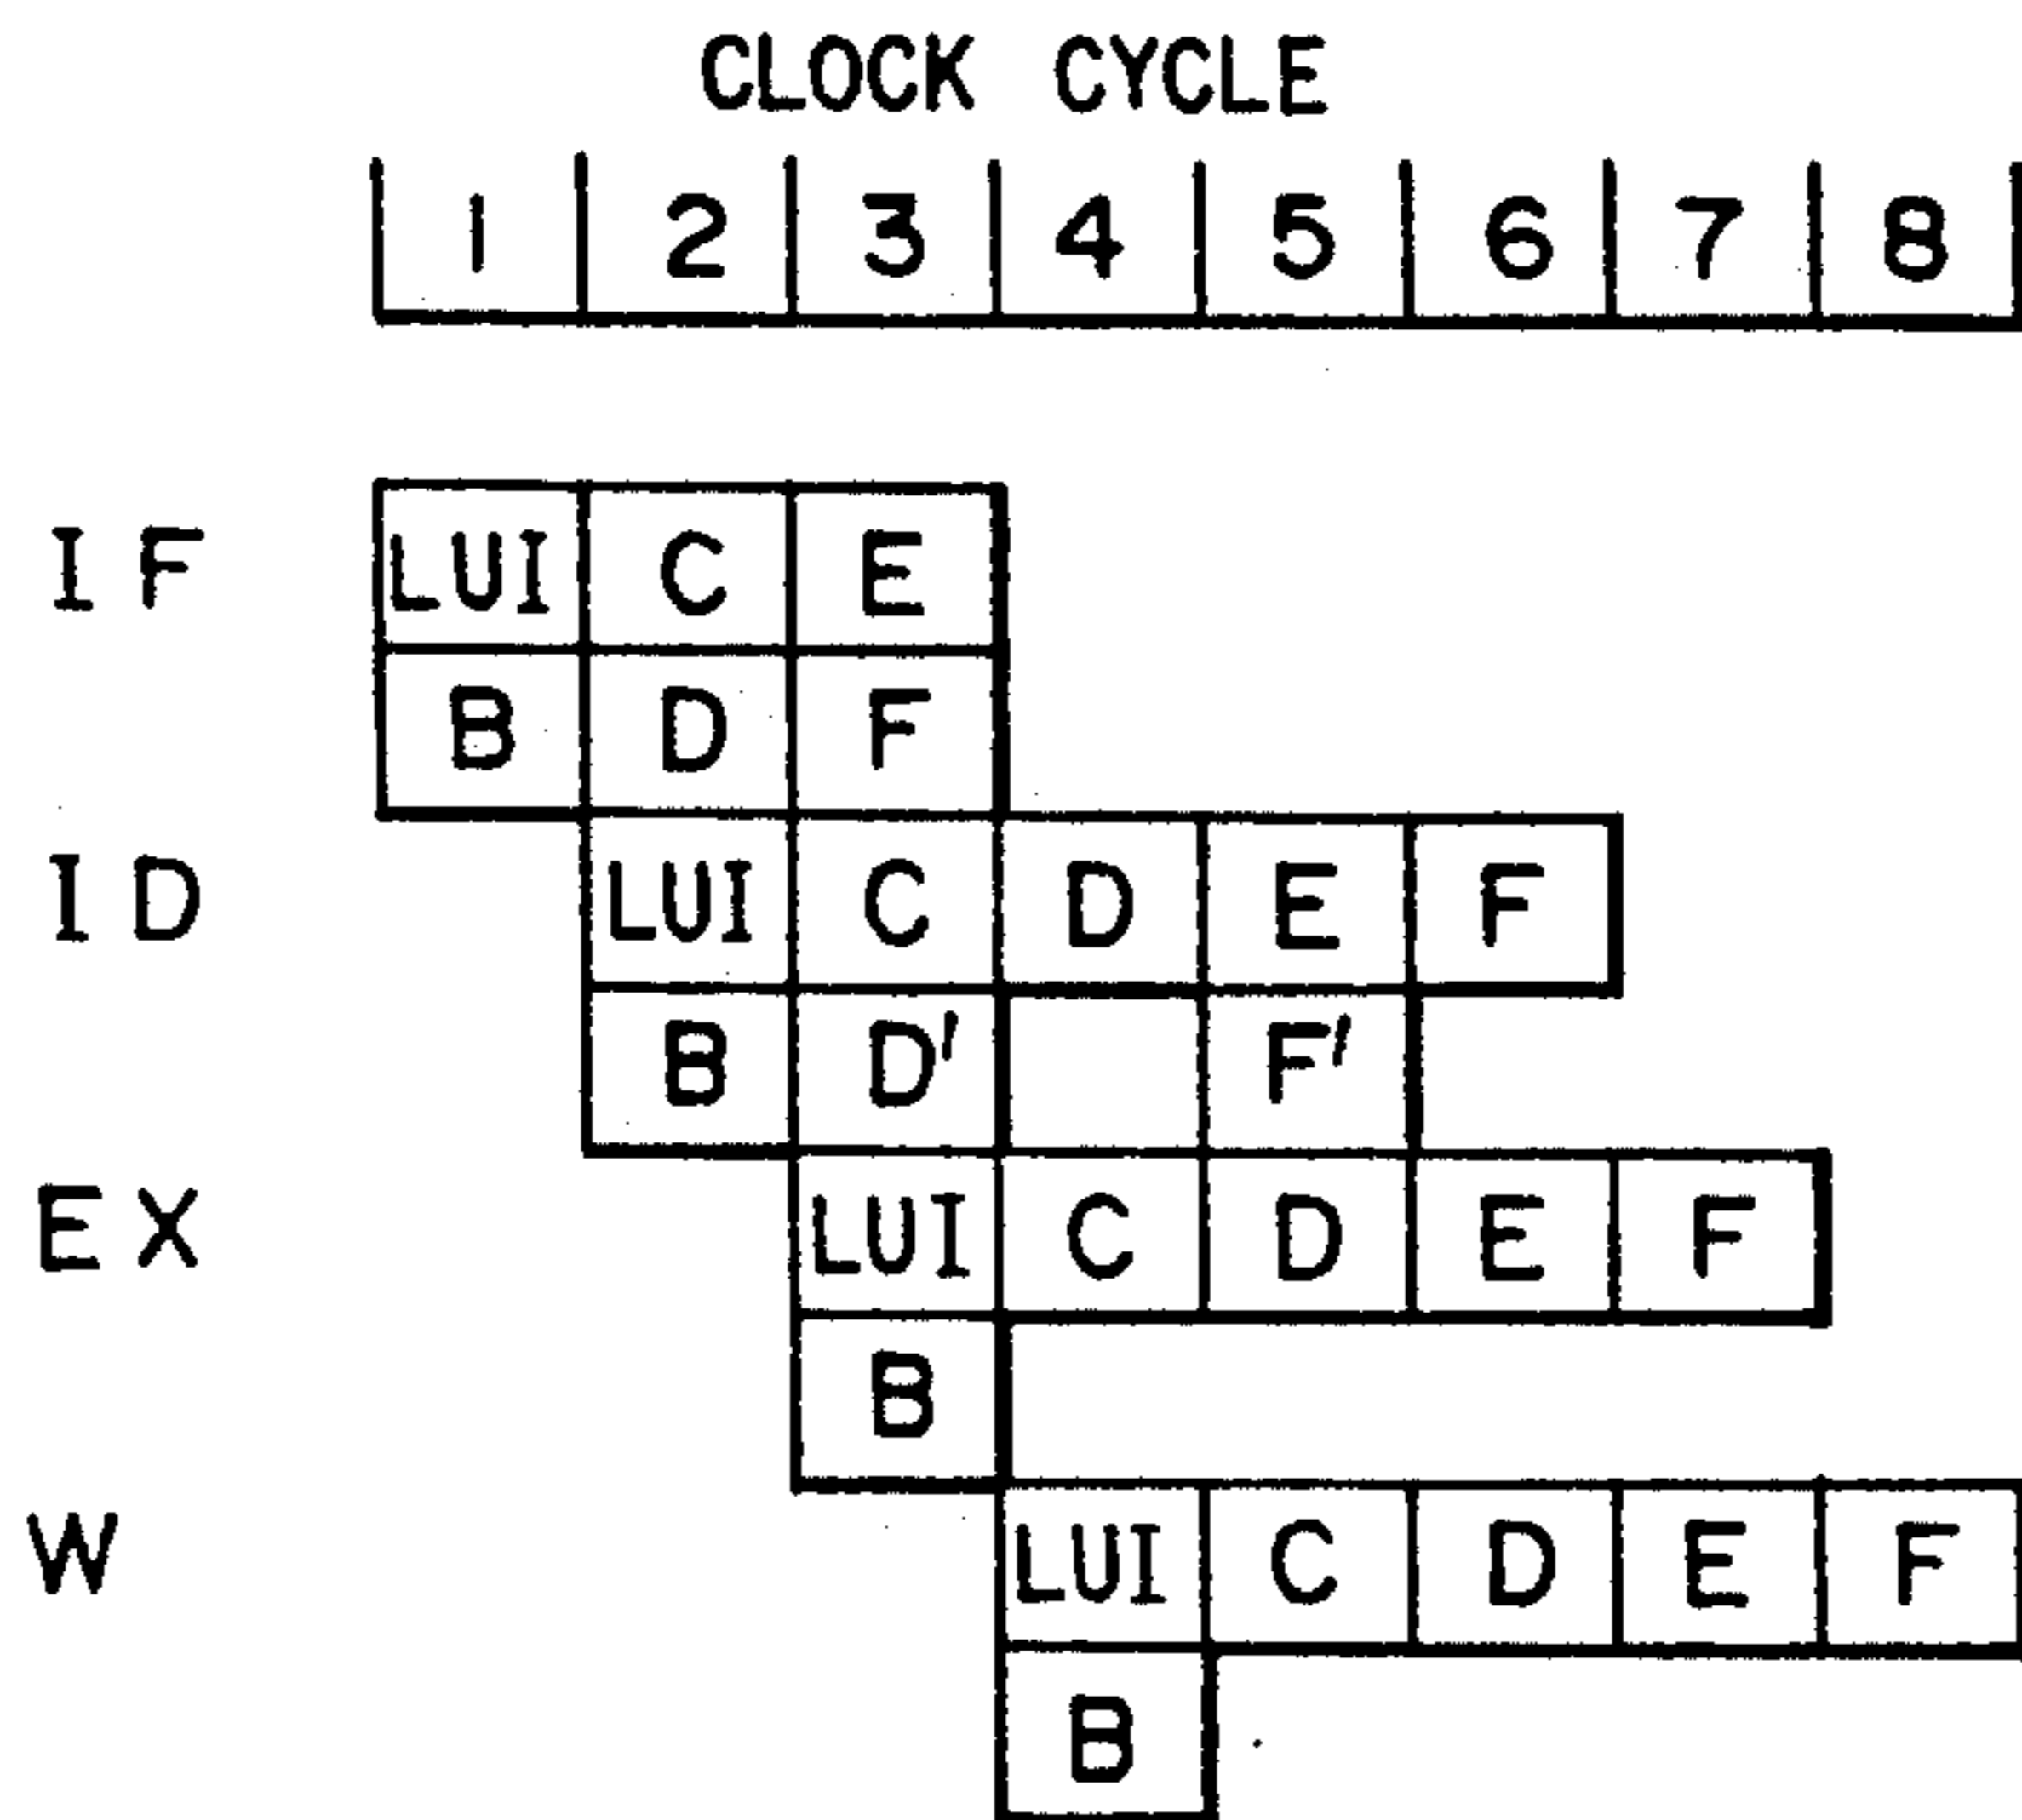 CLOCK CYCLE
1 2 3 4 5 6 7 8
IF LUI C E
B D F
ID LUI C D E F
B D' F'
EX LUI C D E F
B
W LUI C D E F
B